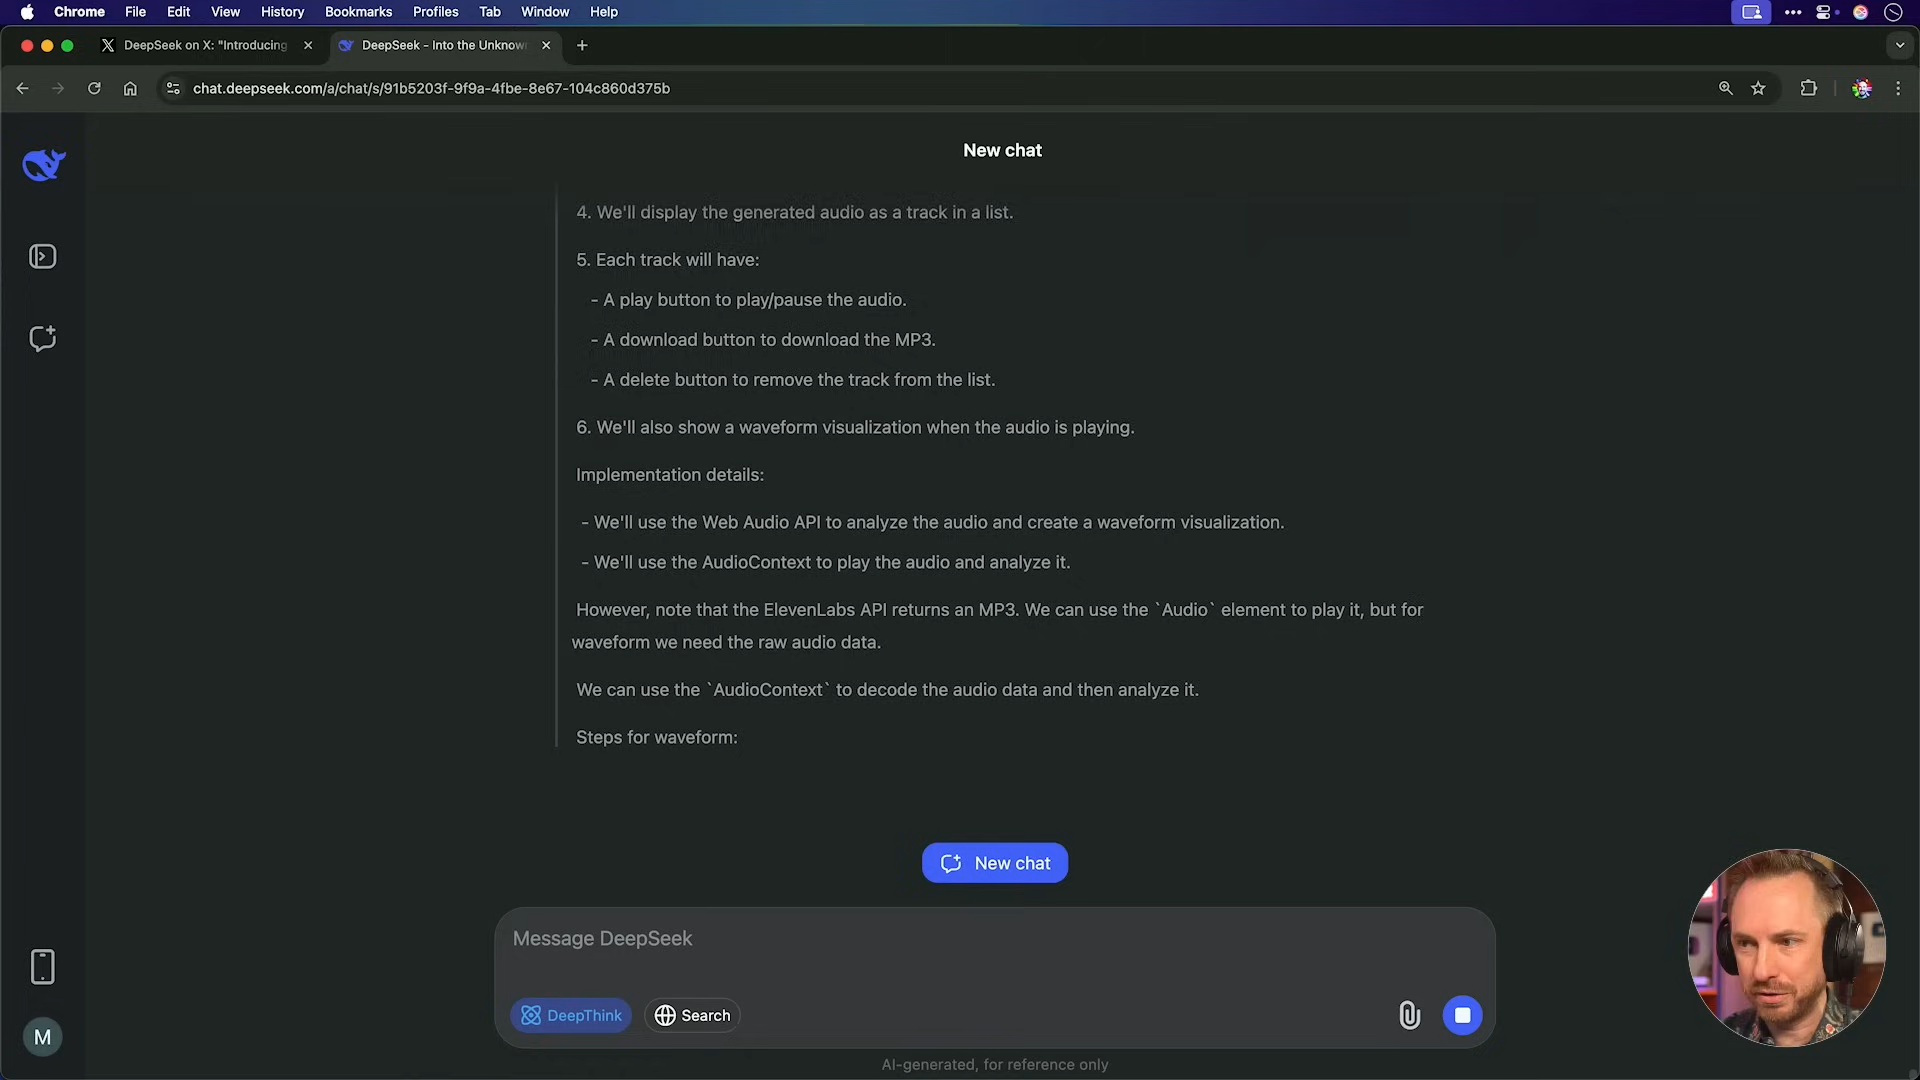 Chrome File Edit View History Bookmarks Profiles Tab Window Help
DeepSeek on X: "Introducing
DeepSeek - Into the Unknown
chat.deepseek.com/a/chat/s/91b5203f-9f9a-4fbe-8e67-104c860d375b
New chat
4. We'll display the generated audio as a track in a list.
5. Each track will have:
- A play button to play/pause the audio.
- A download button to download the MP3.
- A delete button to remove the track from the list.
6. We'll also show a waveform visualization when the audio is playing.
Implementation details:
- We'll use the Web Audio API to analyze the audio and create a waveform visualization.
- We'll use the AudioContext to play the audio and analyze it.
However, note that the ElevenLabs API returns an MP3. We can use the `Audio` element to play it, but for
waveform we need the raw audio data.
We can use the `AudioContext` to decode the audio data and then analyze it.
Steps for waveform:
New chat
Message DeepSeek
DeepThink
Search
M
AI-generated, for reference only